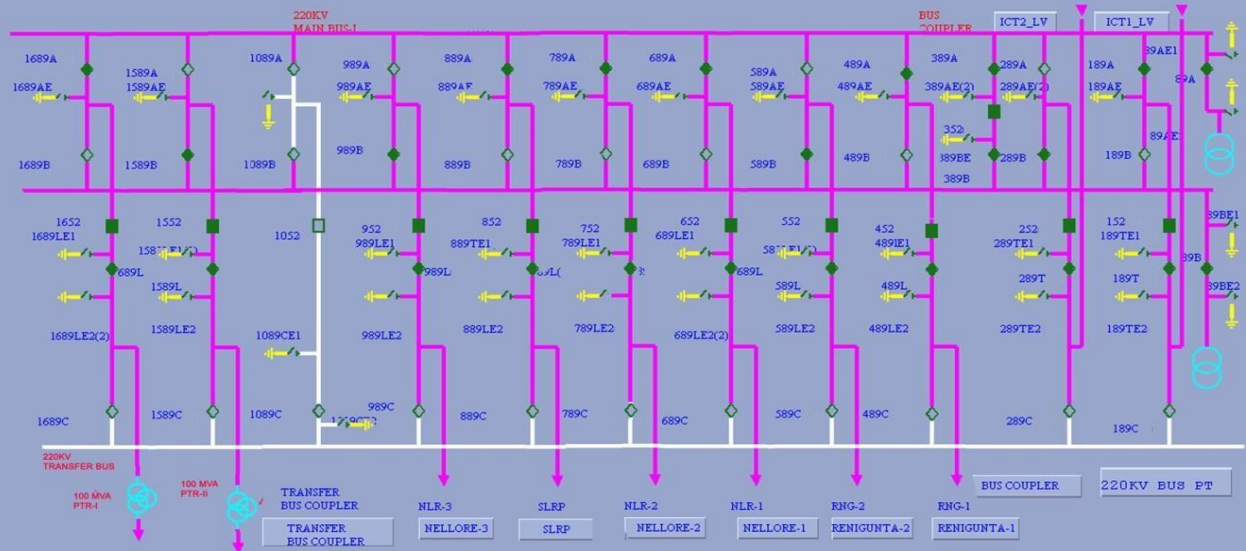 220KV
MAIN BUS-I
BUS
COUPLER
ICT2_LV
ICT1_LV
1689A
1589A
1089A
989A
889A
789A
689A
589A
489A
389A
289A
189A
89AE1
89A
1689AE
1589AE
989AE
889AE
789AE
689AE
589AE
489AE
389AE(2)
289AE(2)
189AE
352
389BE
1689B
1589B
1089B
989B
889B
789B
689B
589B
489B
389B
289B
189B
1652
1552
1052
952
852
752
652
552
452
252
152
1689LE1
989LE1
889TE1
789LE1
689LE1
289TE1
189TE1
89BE1
689L
1589L
989L
689L
589L
489L
289T
189T
89B
89BE2
1689LE2(2)
1589LE2
1089CE1
989LE2
889LE2
789LE2
689LE2(2)
589LE2
489LE2
289TE2
189TE2
1689C
1589C
1089C
989C
889C
789C
689C
589C
489C
289C
189C
220KV
TRANSFER BUS
100 MVA
PTR-I
100 MVA
PTR-II
TRANSFER
BUS COUPLER
NLR-3
SLRP
NLR-2
NLR-1
RNG-2
RNG-1
BUS COUPLER
220KV BUS PT
TRANSFER
BUS COUPLER
NELLORE-3
SLRP
NELLORE-2
NELLORE-1
RENIGUNTA-2
RENIGUNTA-1